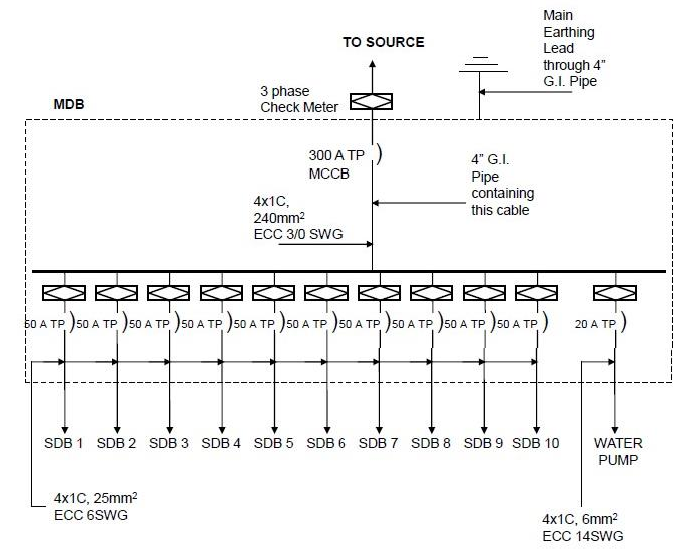 Main
Earthing
Lead
through 4”
G.I. Pipe
TO SOURCE
3 phase
Check Meter
MDB
300 A TP
MCCB
4” G.I.
Pipe
containing
this cable
4x1C,
240mm²
ECC 3/0 SWG
50 A TP 50 A TP 50 A TP 50 A TP 50 A TP 50 A TP 50 A TP 50 A TP 50 A TP 50 A TP 20 A TP
SDB 1 SDB 2 SDB 3 SDB 4 SDB 5 SDB 6 SDB 7 SDB 8 SDB 9 SDB 10 WATER
PUMP
4x1C, 25mm²
ECC 6SWG
4x1C, 6mm²
ECC 14SWG